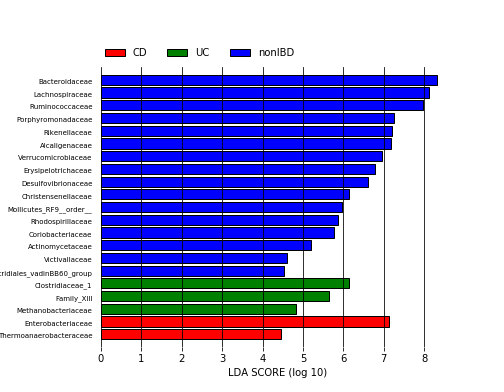 CD UC nonIBD
Bacteroidaceae
Lachnospiraceae
Ruminococcaceae
Porphyromonadaceae
Rikenellaceae
Alcaligenaceae
Verrucomicrobiaceae
Erysipelotrichaceae
Desulfovibrionaceae
Christensenellaceae
Mollicutes_RF9__order__
Rhodospirillaceae
Coriobacteriaceae
Actinomycetaceae
Victivallaceae
tridiales_vadinBB60_group
Clostridiaceae_1
Family_XIII
Methanobacteriaceae
Enterobacteriaceae
Thermoanaerobacteraceae
0 1 2 3 4 5 6 7 8
LDA SCORE (log 10)